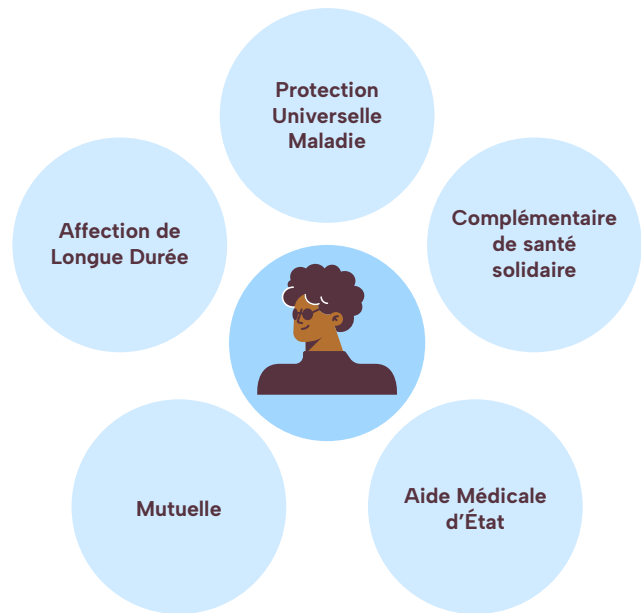 Protection
Universelle
Maladie
Affection de
Longue Durée
Complémentaire
de santé
solidaire
Mutuelle
Aide Médicale
d’État